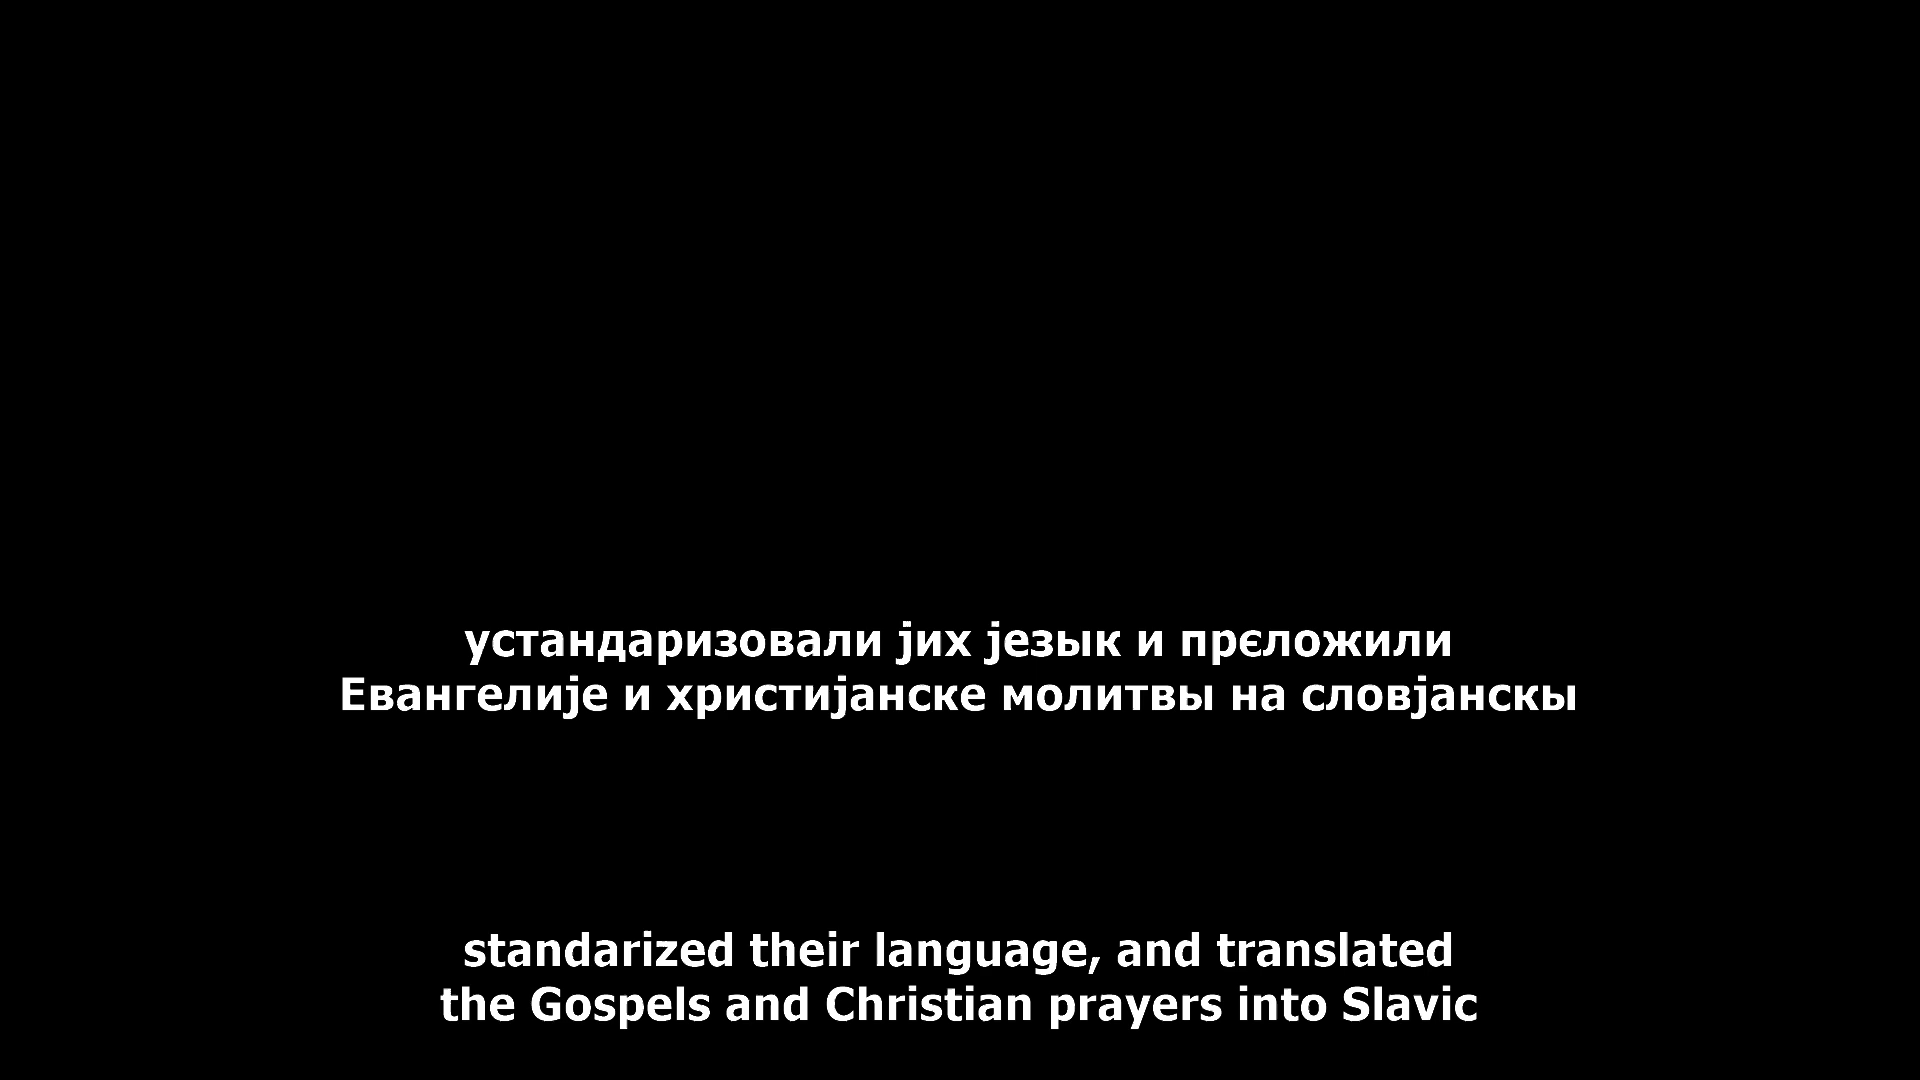 устандаризовали јих језык и прєложили
Евангелије и христијанске молитвы на словјанскы
standarized their language, and translated
the Gospels and Christian prayers into Slavic